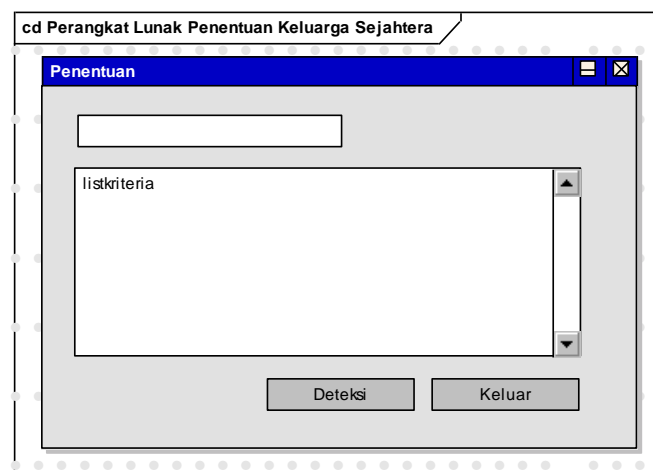 cd Perangkat Lunak Penentuan Keluarga Sejahtera
Penentuan
listkriteria
Deteksi
Keluar